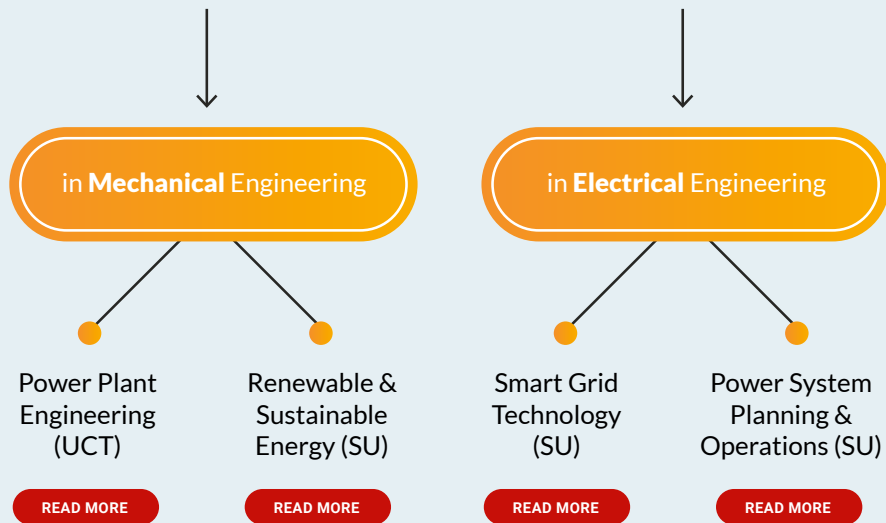 in Mechanical Engineering
in Electrical Engineering
Power Plant
Engineering
(UCT)
Renewable &
Sustainable
Energy (SU)
Smart Grid
Technology
(SU)
Power System
Planning &
Operations (SU)
READ MORE
READ MORE
READ MORE
READ MORE